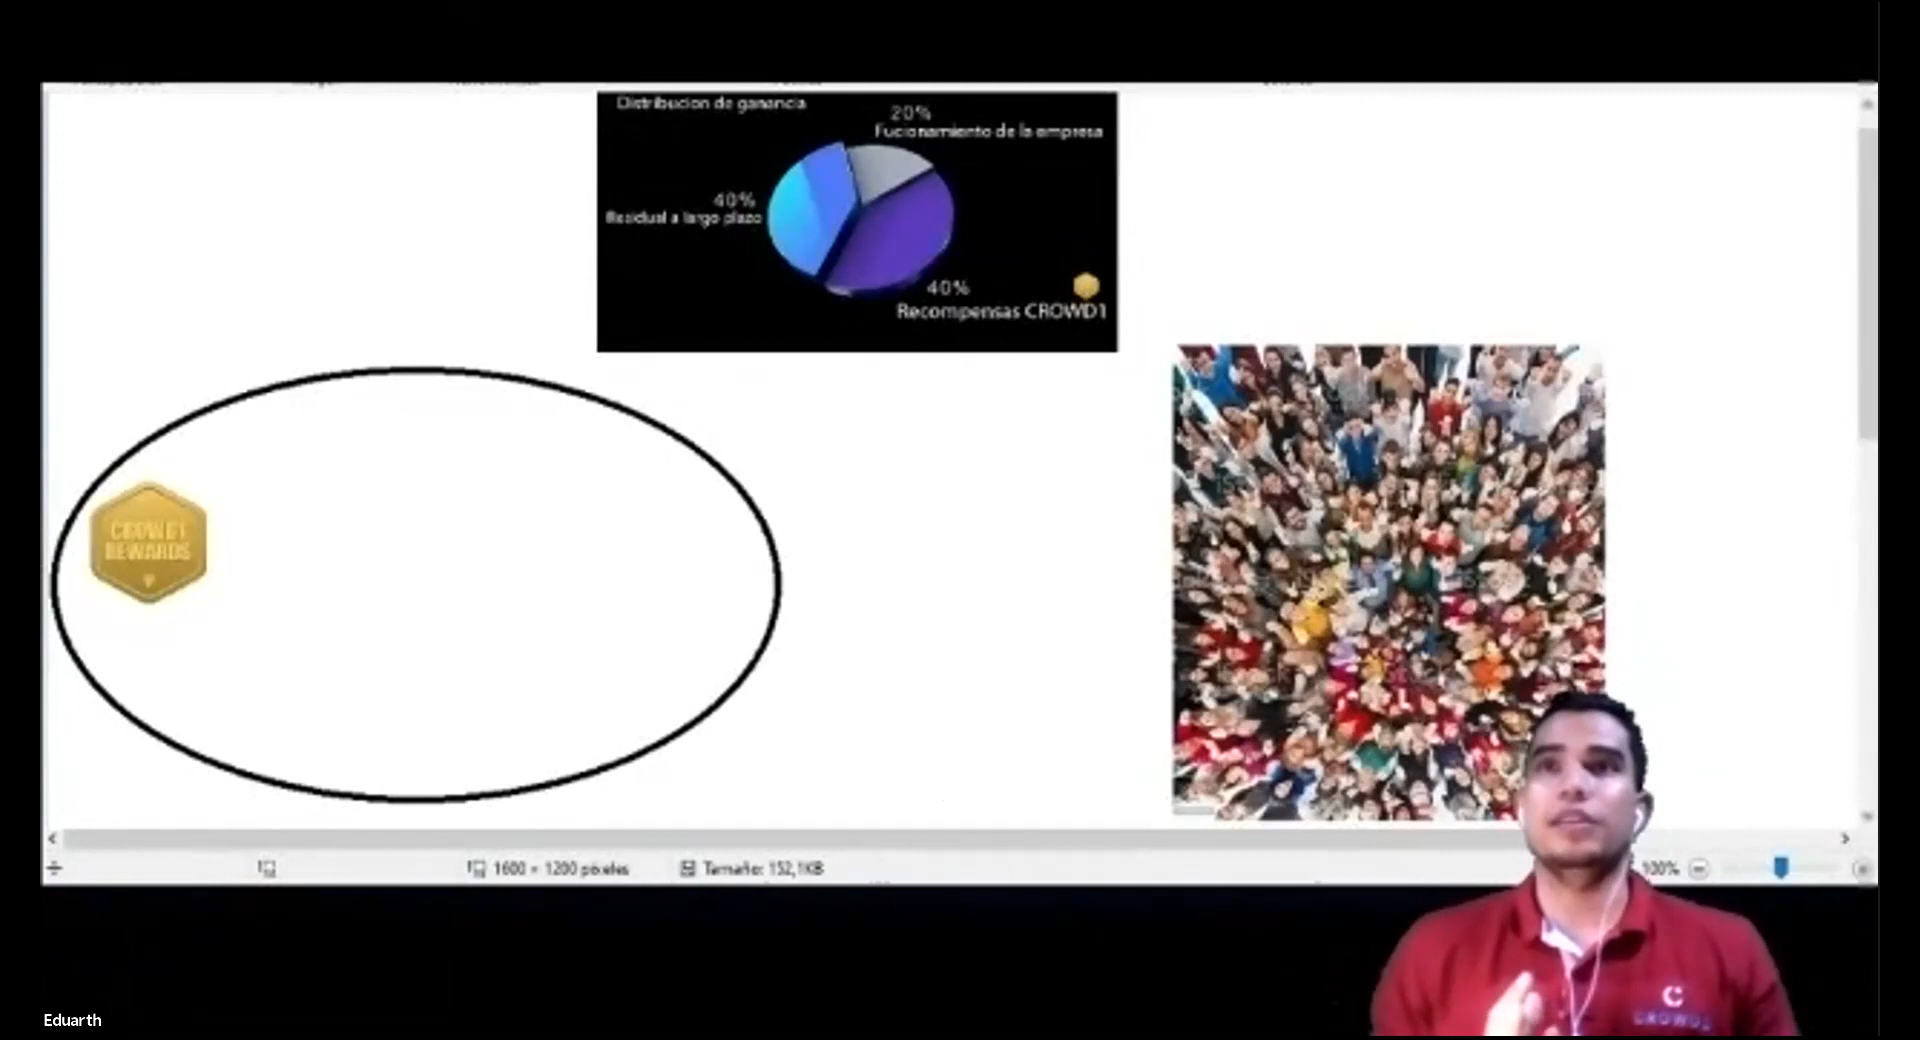 Distribucion de ganancia
20%
Fucionamiento de la empresa
40%
Residual a largo plazo
40%
Recompensas CROWD1
CROWD1
REWARDS
1600 × 1200 píxeles
Tamaño: 152,1KB
100%
CROWD1
Eduarth